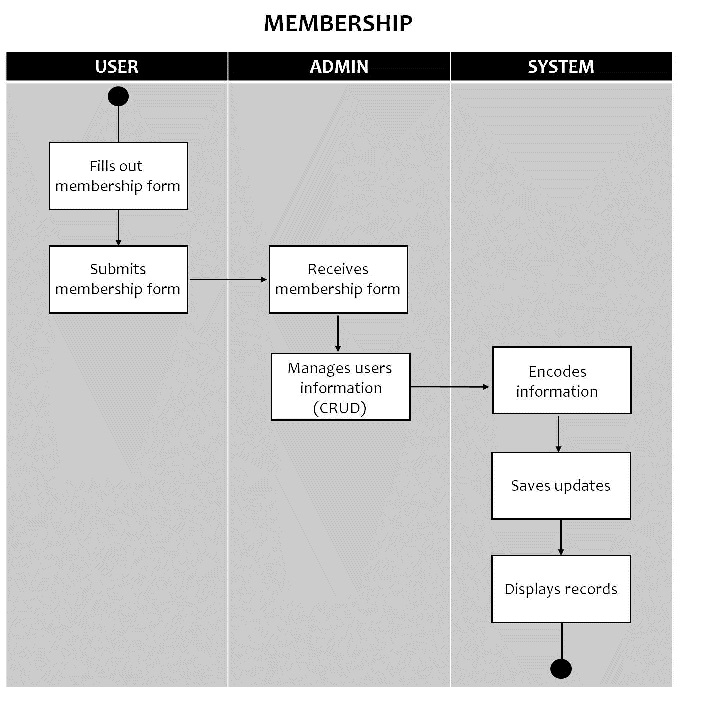 MEMBERSHIP
USER
ADMIN
SYSTEM
Fills out
membership form
Submits
membership form
Receives
membership form
Manages users
information
(CRUD)
Encodes
information
Saves updates
Displays records